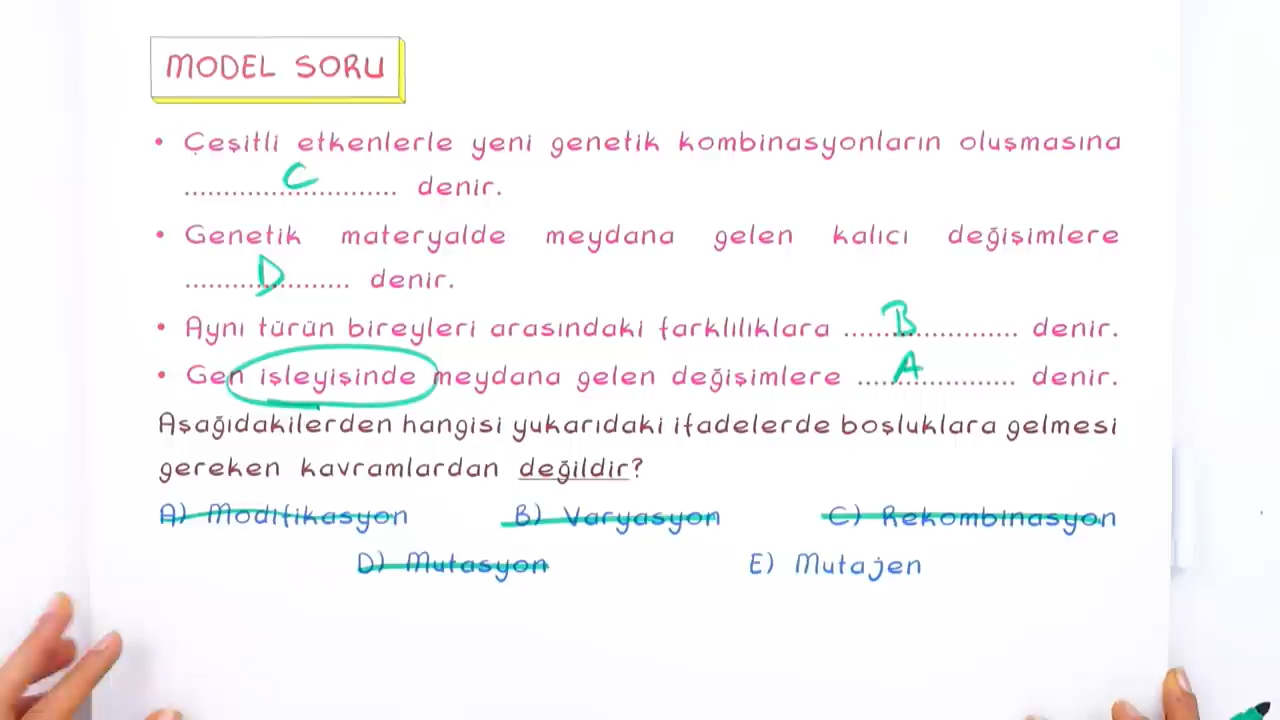 MODEL SORU
• Çeşitli etkenlerle yeni genetik kombinasyonların oluşmasına
........................... denir.
C
• Genetik materyalde meydana gelen kalıcı değişimlere
..................... denir.
D
• Aynı türün bireyleri arasındaki farklılıklara ...................... denir.
B
• Gen işleyişinde meydana gelen değişimlere .................... denir.
A
Aşağıdakilerden hangisi yukarıdaki ifadelerde boşluklara gelmesi
gereken kavramlardan değildir?
A) Modifikasyon B) Varyasyon C) Rekombinasyon
D) Mutasyon E) Mutajen